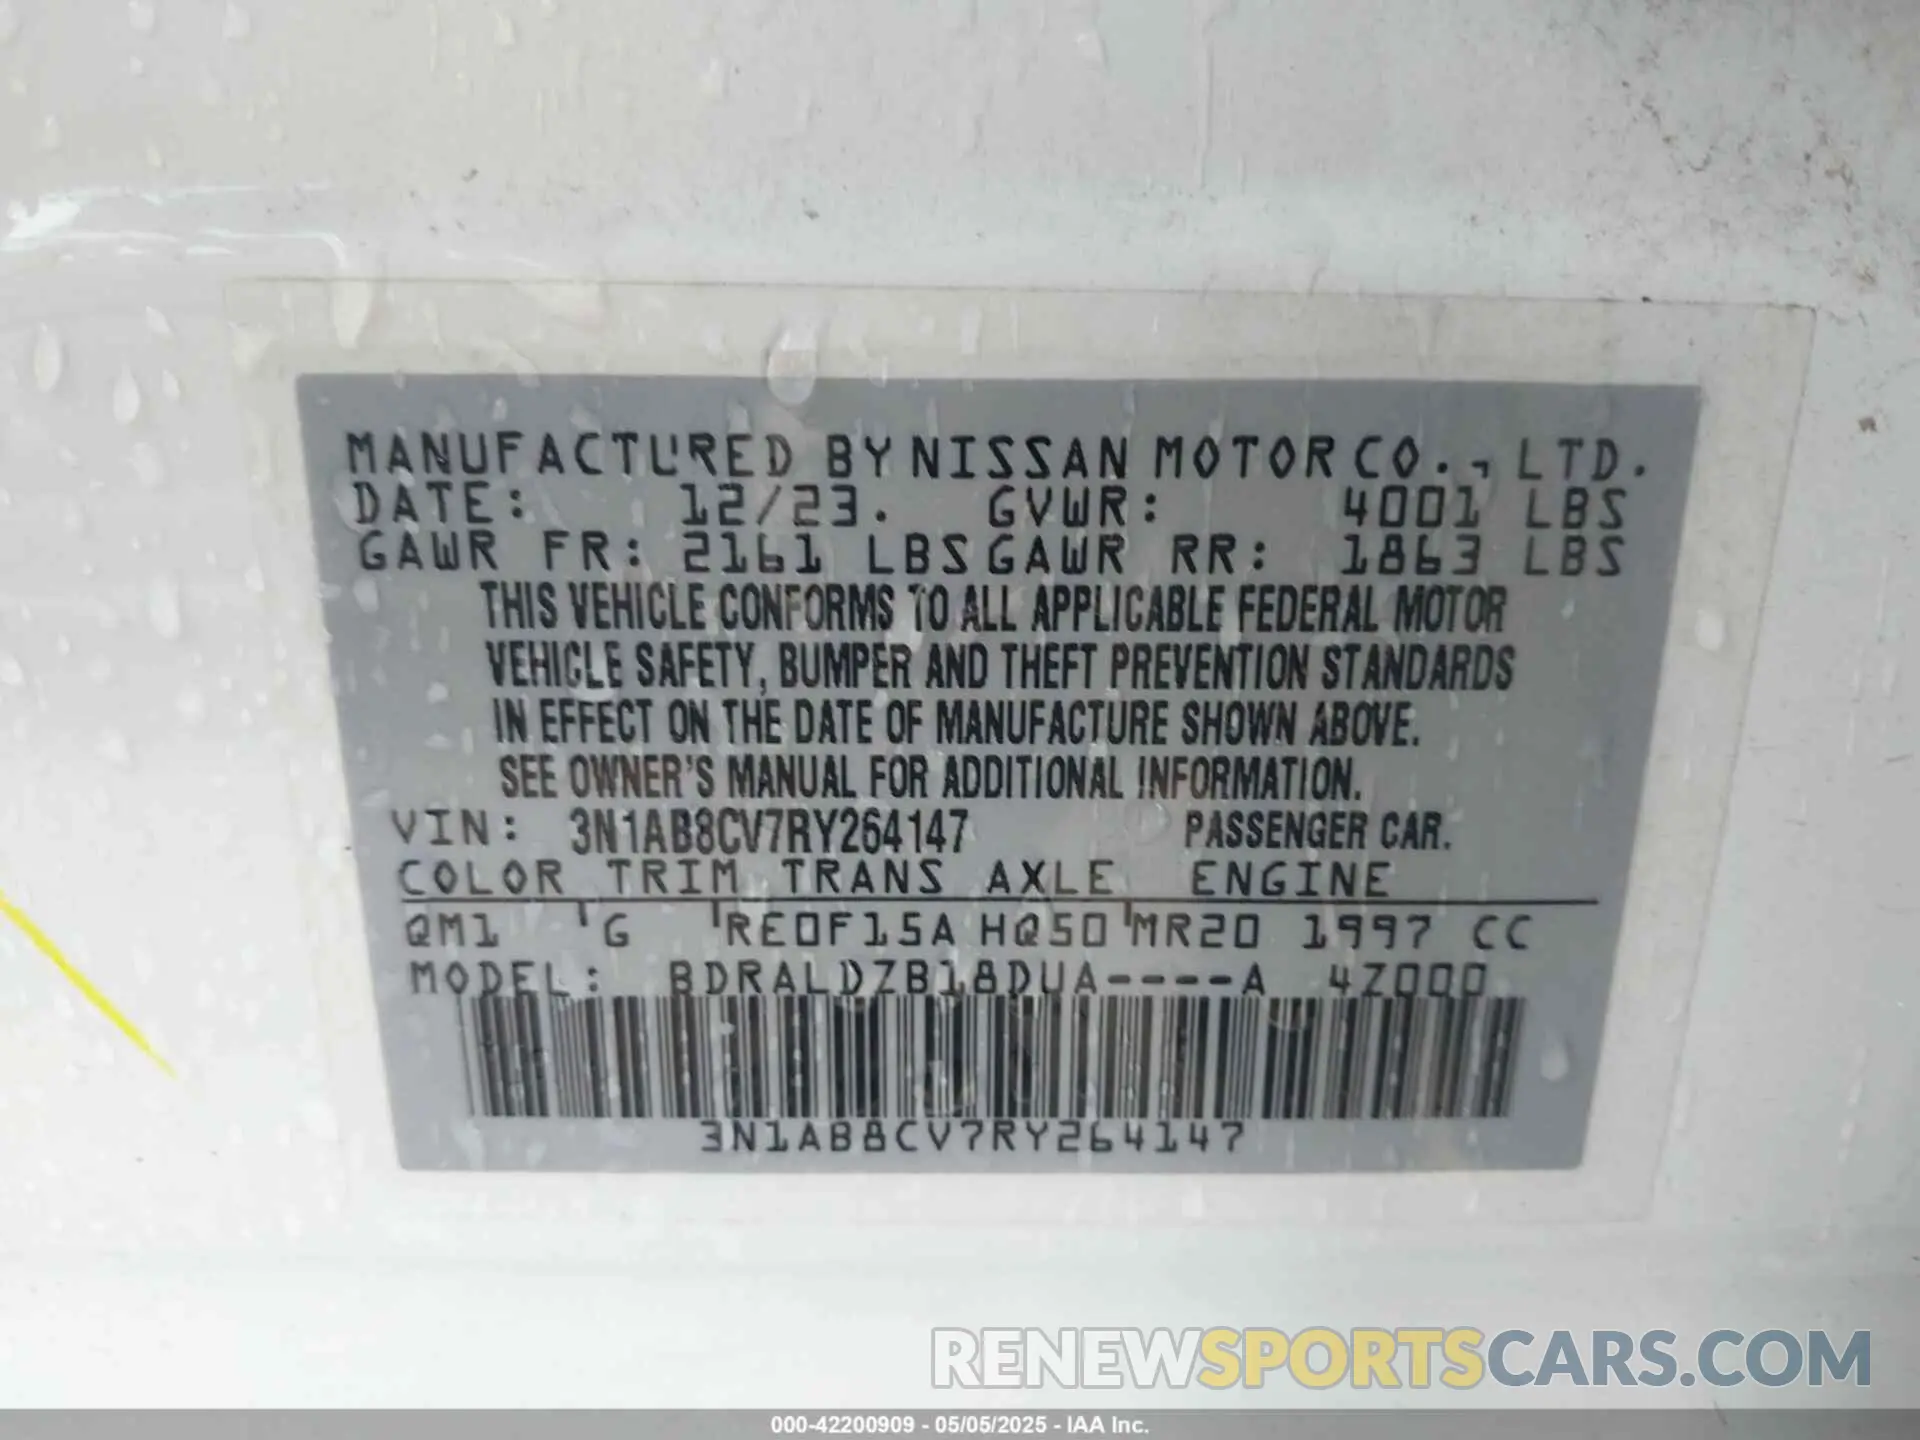 MANUFACTURED BY NISSAN MOTOR CO., LTD.
DATE: 12/23. GVWR: 4001 LBS
GAWR FR: 2161 LBS GAWR RR: 1863 LBS
THIS VEHICLE CONFORMS TO ALL APPLICABLE FEDERAL MOTOR
VEHICLE SAFETY, BUMPER AND THEFT PREVENTION STANDARDS
IN EFFECT ON THE DATE OF MANUFACTURE SHOWN ABOVE.
SEE OWNER'S MANUAL FOR ADDITIONAL INFORMATION.
VIN: 3N1AB8CV7RY264147 PASSENGER CAR.
COLOR TRIM TRANS AXLE ENGINE
QM1 G RE0F15A HQ50 MR20 1997 CC
MODEL: BDRALDZB18DUA----A 4Z000
3N1AB8CV7RY264147
RENEWSPORTSCARS.COM
000-42200909 - 05/05/2025 - IAA Inc.